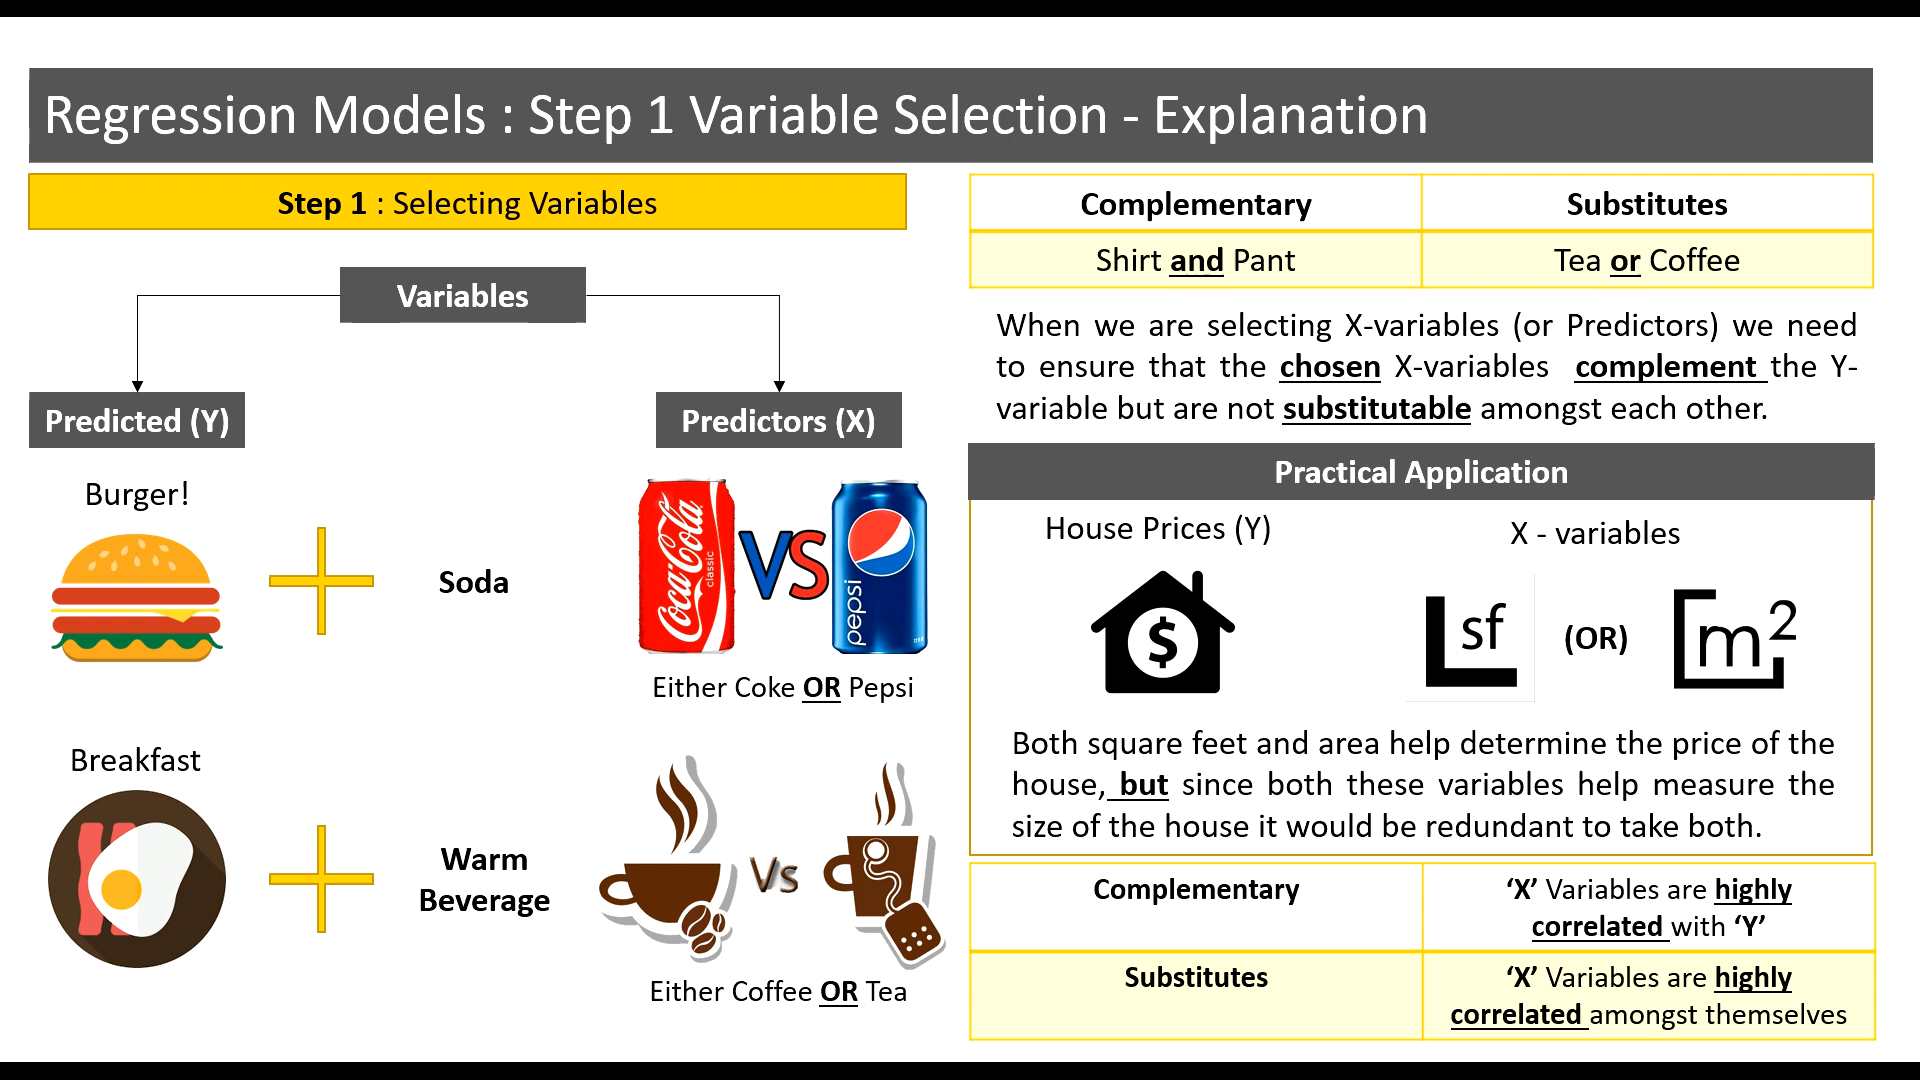 Regression Models : Step 1 Variable Selection - Explanation
Step 1 : Selecting Variables
Variables
Predicted (Y)
Predictors (X)
Burger!
Soda
Coca-Cola
classic
VS
pepsi
Either Coke OR Pepsi
Breakfast
Warm
Beverage
Vs
Either Coffee OR Tea
Complementary
Substitutes
Shirt and Pant
Tea or Coffee
When we are selecting X-variables (or Predictors) we need
to ensure that the chosen X-variables complement the Y-
variable but are not substitutable amongst each other.
Practical Application
House Prices (Y)
X - variables
$
sf
(OR)
m²
Both square feet and area help determine the price of the
house, but since both these variables help measure the
size of the house it would be redundant to take both.
Complementary
‘X’ Variables are highly
correlated with ‘Y’
Substitutes
‘X’ Variables are highly
correlated amongst themselves